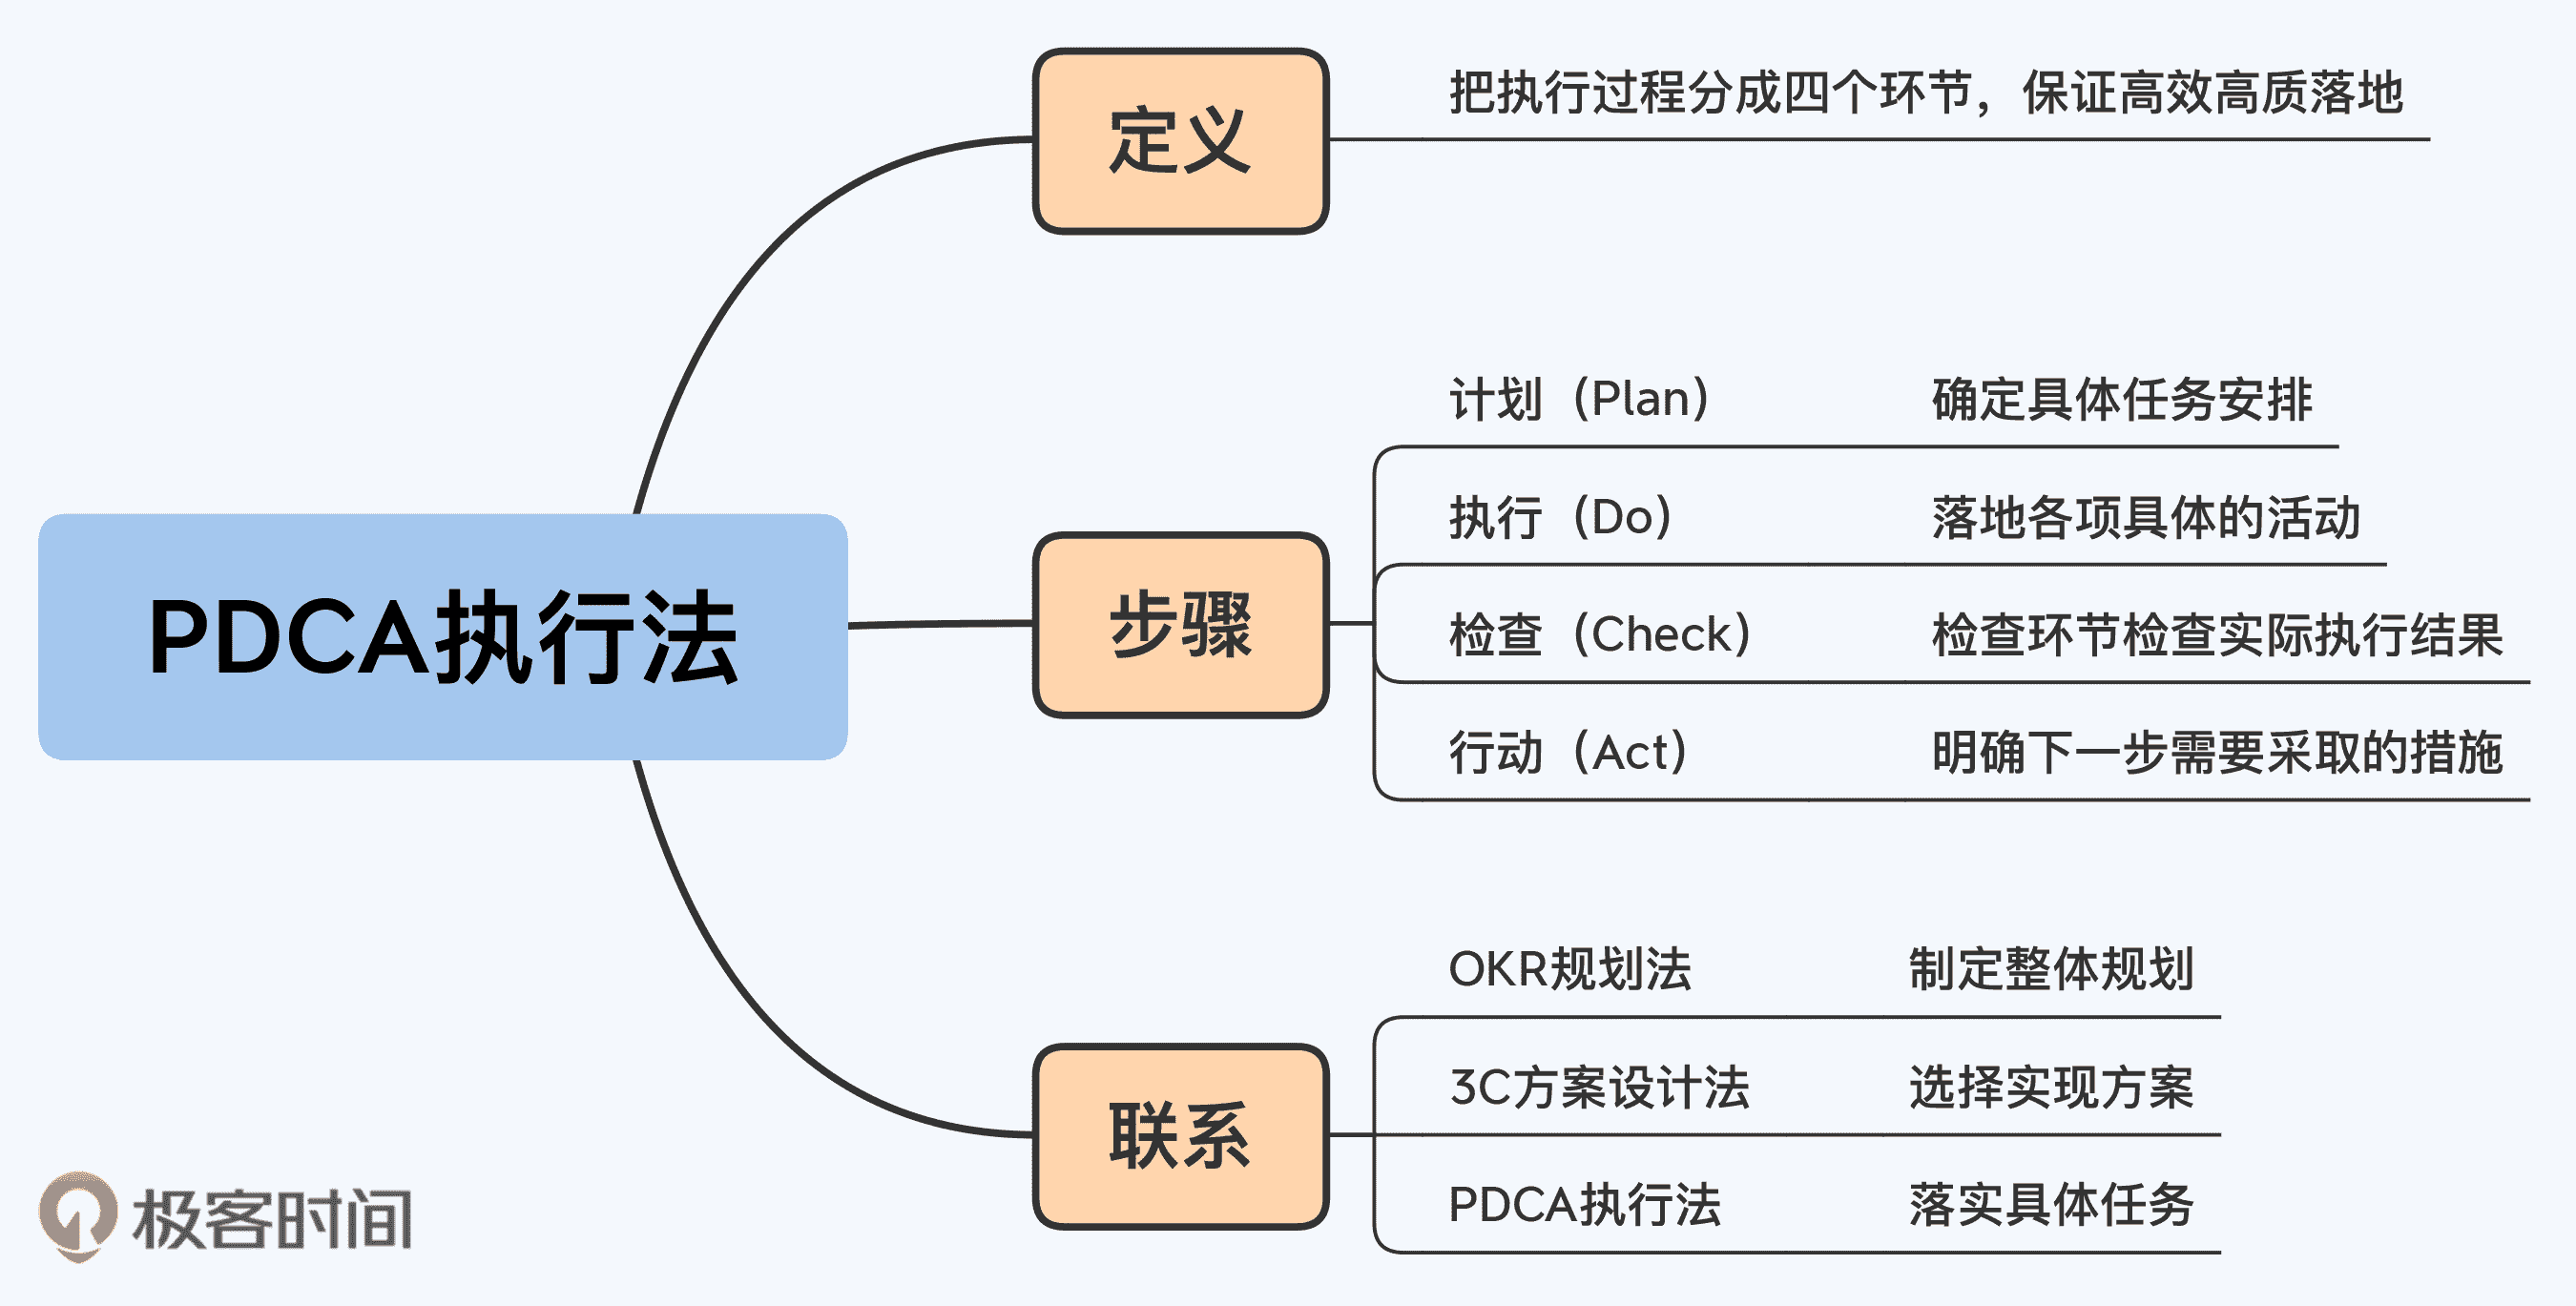 定义
把执行过程分成四个环节，保证高效高质落地
PDCA执行法
步骤
计划（Plan） 确定具体任务安排
执行（Do） 落地各项具体的活动
检查（Check） 检查环节检查实际执行结果
行动（Act） 明确下一步需要采取的措施
联系
OKR规划法 制定整体规划
3C方案设计法 选择实现方案
PDCA执行法 落实具体任务
极客时间